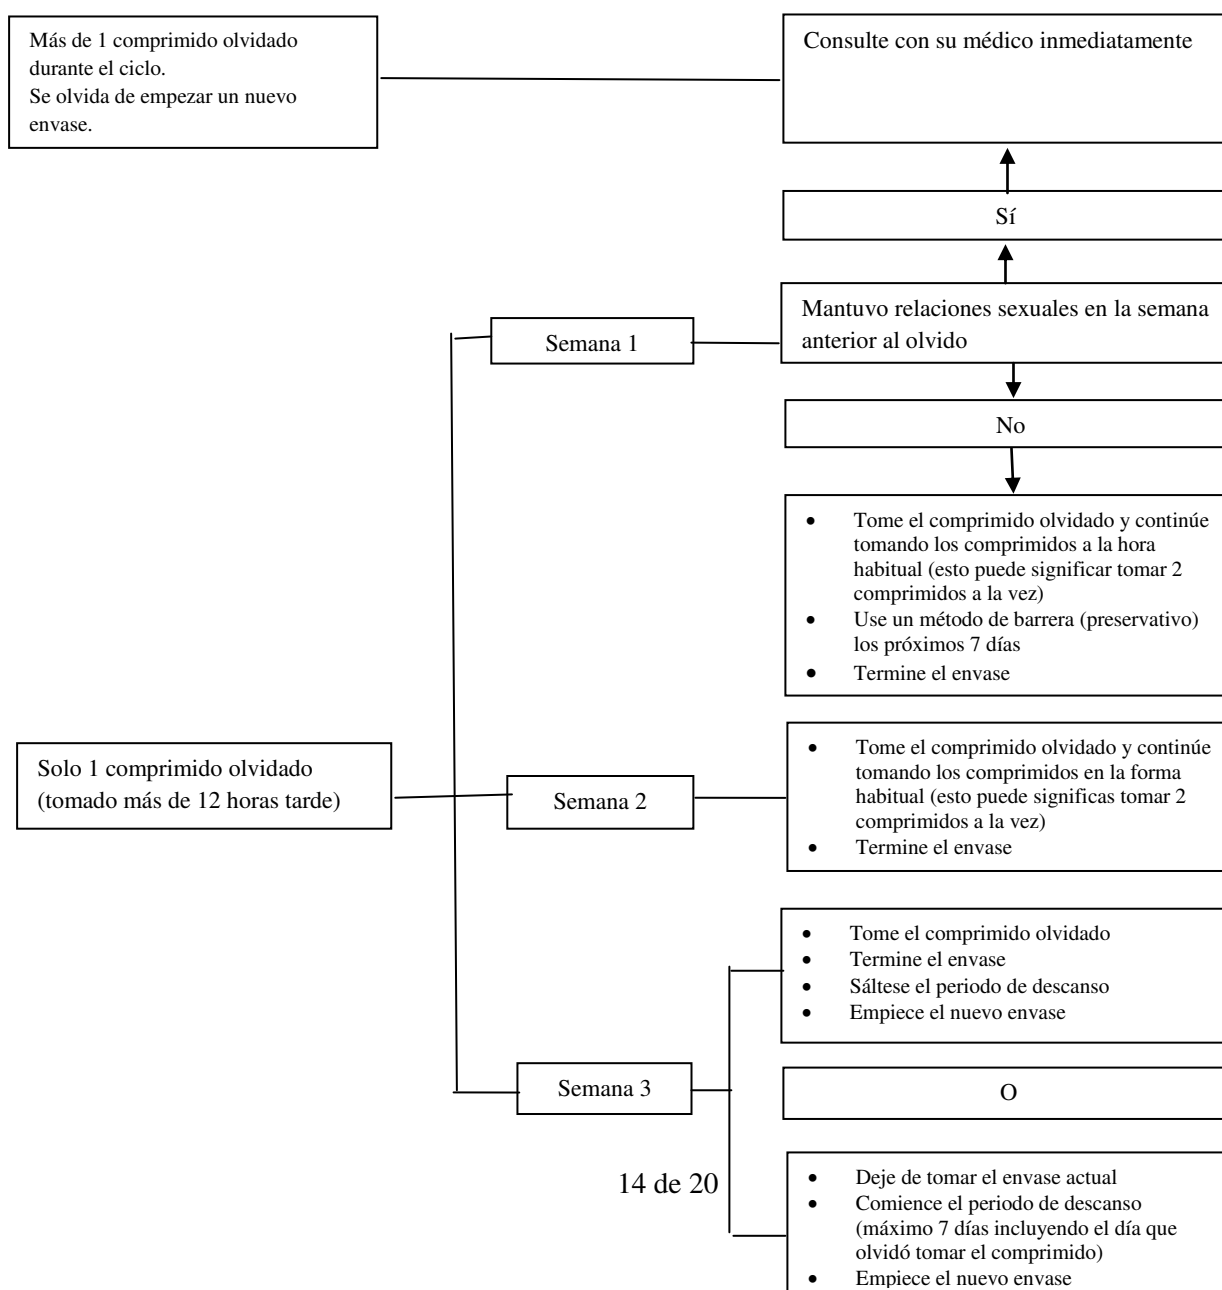 Más de 1 comprimido olvidado
durante el ciclo.
Se olvida de empezar un nuevo
envase.
Consulte con su médico inmediatamente
Sí
Mantuvo relaciones sexuales en la semana
anterior al olvido
Semana 1
No
• Tome el comprimido olvidado y continúe
tomando los comprimidos a la hora
habitual (esto puede significar tomar 2
comprimidos a la vez)
• Use un método de barrera (preservativo)
los próximos 7 días
• Termine el envase
Solo 1 comprimido olvidado
(tomado más de 12 horas tarde)
Semana 2
• Tome el comprimido olvidado y continúe
tomando los comprimidos en la forma
habitual (esto puede significas tomar 2
comprimidos a la vez)
• Termine el envase
• Tome el comprimido olvidado
• Termine el envase
• Sáltese el periodo de descanso
• Empiece el nuevo envase
Semana 3
O
14 de 20
• Deje de tomar el envase actual
• Comience el periodo de descanso
(máximo 7 días incluyendo el día que
olvidó tomar el comprimido)
• Empiece el nuevo envase